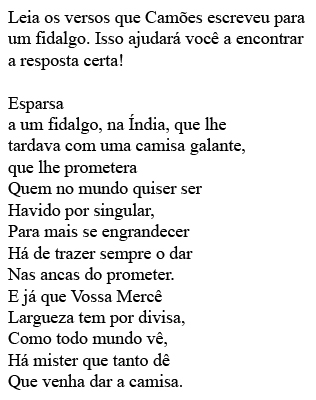 Leia os versos que Camões escreveu para
um fidalgo. Isso ajudará você a encontrar
a resposta certa!

Esparsa
a um fidalgo, na Índia, que lhe
tardava com uma camisa galante,
que lhe prometera
Quem no mundo quiser ser
Havido por singular,
Para mais se engrandecer
Há de trazer sempre o dar
Nas ancas do prometer.
E já que Vossa Mercê
Largueza tem por divisa,
Como todo mundo vê,
Há mister que tanto dê
Que venha dar a camisa.